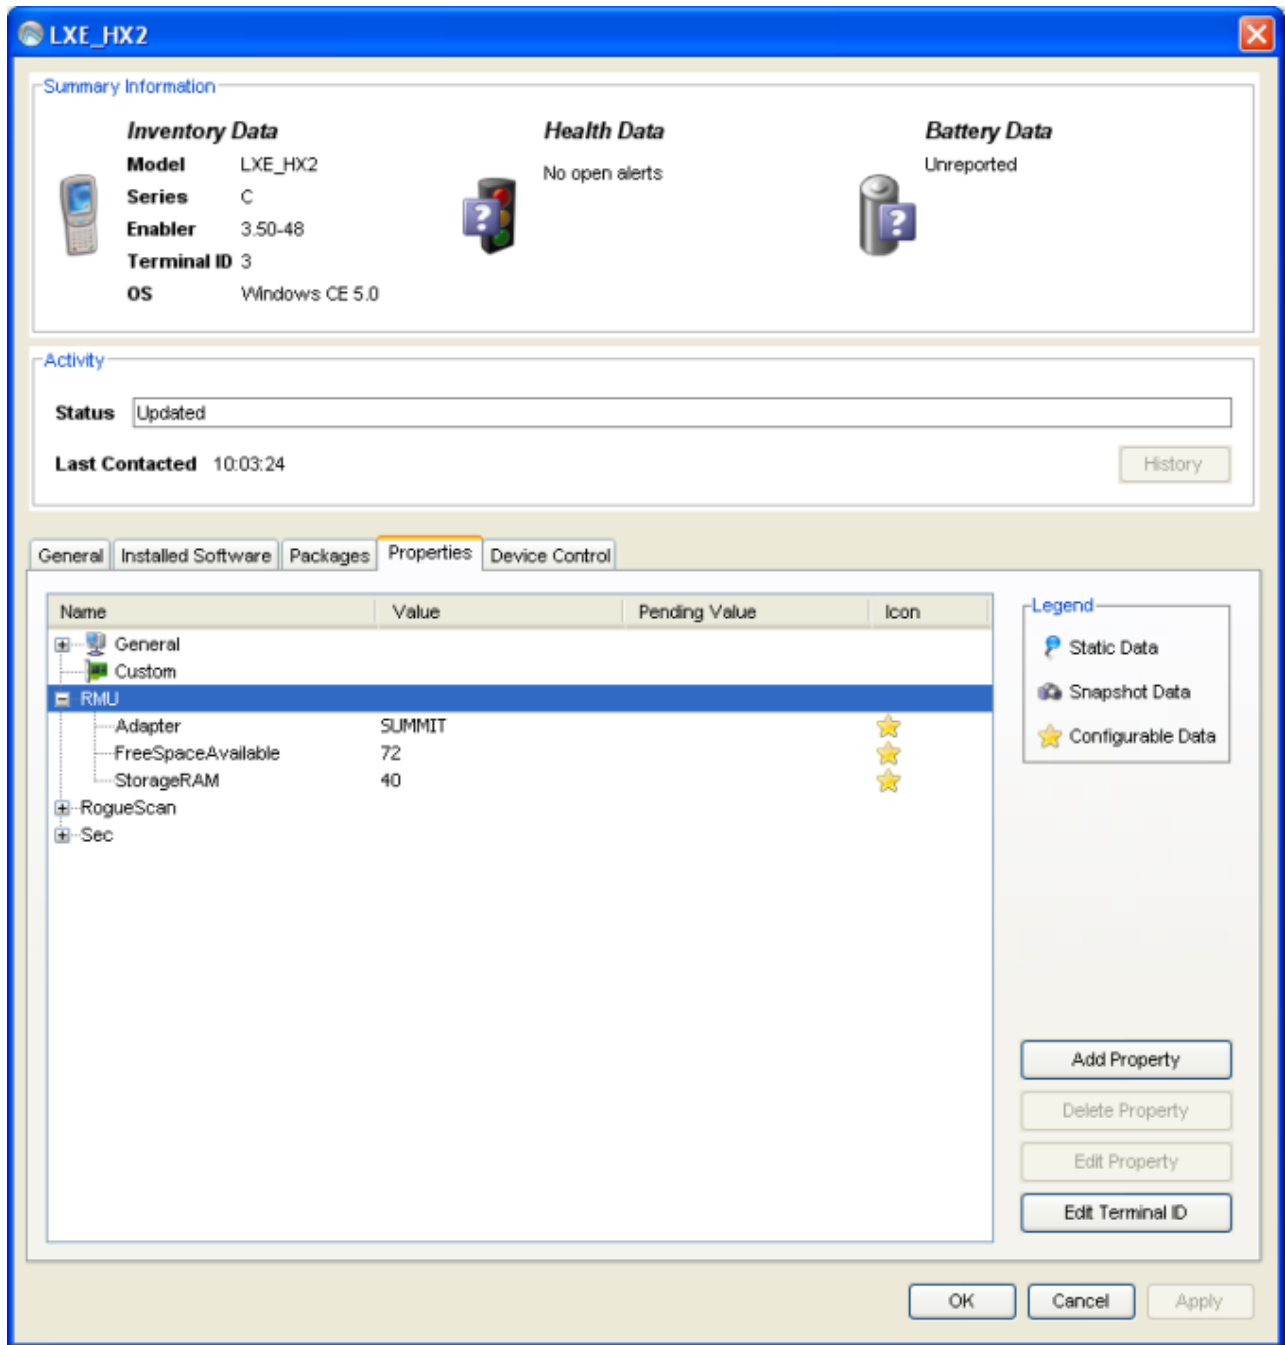 LXE_HX2
Summary Information
Inventory Data
Model LXE_HX2
Series C
Enabler 3.50-48
Terminal ID 3
OS Windows CE 5.0
Health Data
No open alerts
?
Battery Data
Unreported
?
Activity
Status Updated
Last Contacted 10:03:24
History
General Installed Software Packages Properties Device Control
Name Value Pending Value Icon
General
Custom
RMU
Adapter SUMMIT
FreeSpaceAvailable 72
StorageRAM 40
RogueScan
Sec
Legend
Static Data
Snapshot Data
Configurable Data
Add Property
Delete Property
Edit Property
Edit Terminal ID
OK Cancel Apply